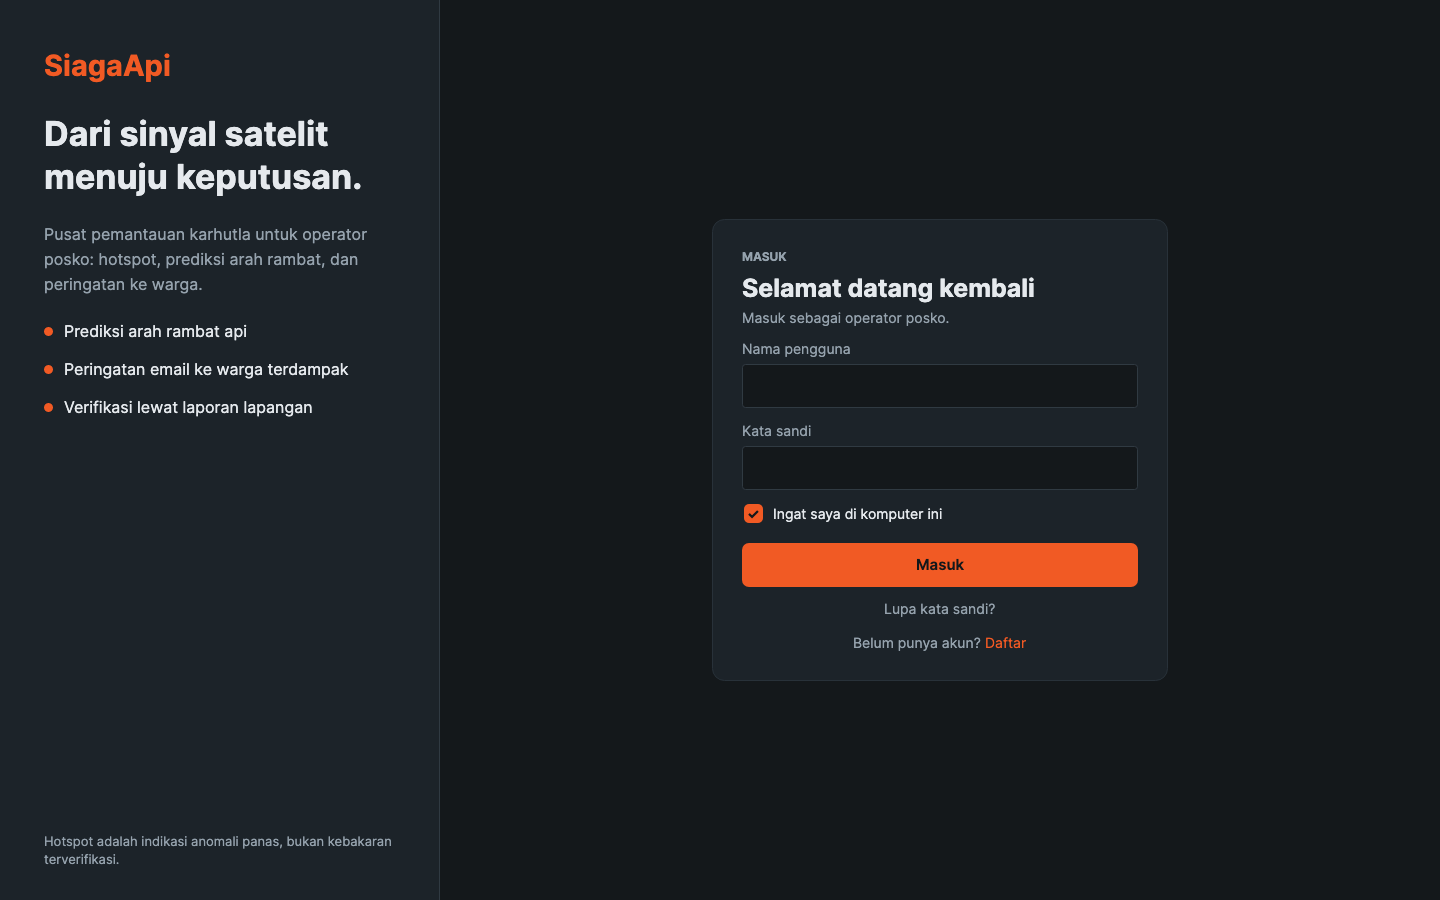 SiagaApi
Dari sinyal satelit
menuju keputusan.
Pusat pemantauan karhutla untuk operator
posko: hotspot, prediksi arah rambat, dan
peringatan ke warga.
Prediksi arah rambat api
Peringatan email ke warga terdampak
Verifikasi lewat laporan lapangan
Hotspot adalah indikasi anomali panas, bukan kebakaran
terverifikasi.
MASUK
Selamat datang kembali
Masuk sebagai operator posko.
Nama pengguna
Kata sandi
Ingat saya di komputer ini
Masuk
Lupa kata sandi?
Belum punya akun? Daftar